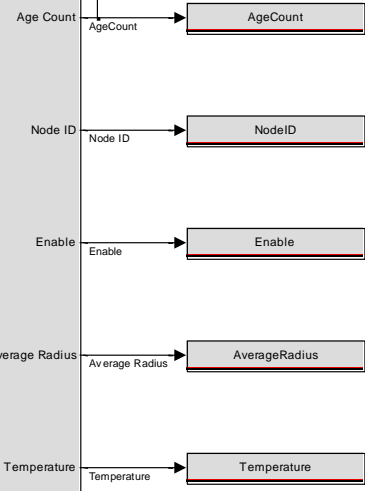 Age Count
AgeCount
AgeCount
Node ID
Node ID
NodeID
Enable
Enable
Enable
verage Radius
Average Radius
AverageRadius
Temperature
Temperature
Temperature